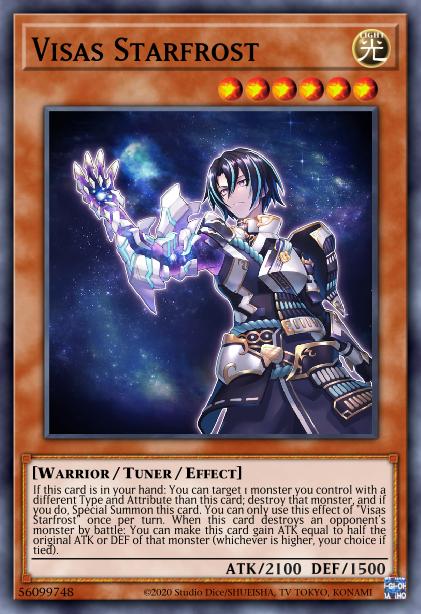 VISAS STARFROST
LIGHT
光
[WARRIOR / TUNER / EFFECT]
If this card is in your hand: You can target 1 monster you control with a
different Type and Attribute than this card; destroy that monster, and if
you do, Special Summon this card. You can only use this effect of "Visas
Starfrost" once per turn. When this card destroys an opponent's
monster by battle: You can make this card gain ATK equal to half the
original ATK or DEF of that monster (whichever is higher, your choice if
tied).
ATK/2100 DEF/1500
56099748 ©2020 Studio Dice/SHUEISHA, TV TOKYO, KONAMI